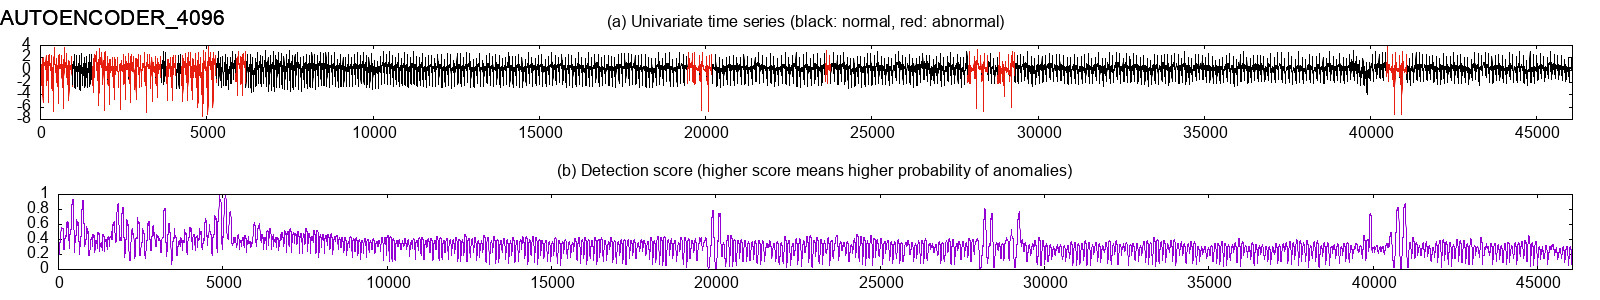 AUTOENCODER_4096
(a) Univariate time series (black: normal, red: abnormal)
4
2
0
-2
-4
-6
-8
0 5000 10000 15000 20000 25000 30000 35000 40000 45000
(b) Detection score (higher score means higher probability of anomalies)
1
0.8
0.6
0.4
0.2
0
0 5000 10000 15000 20000 25000 30000 35000 40000 45000